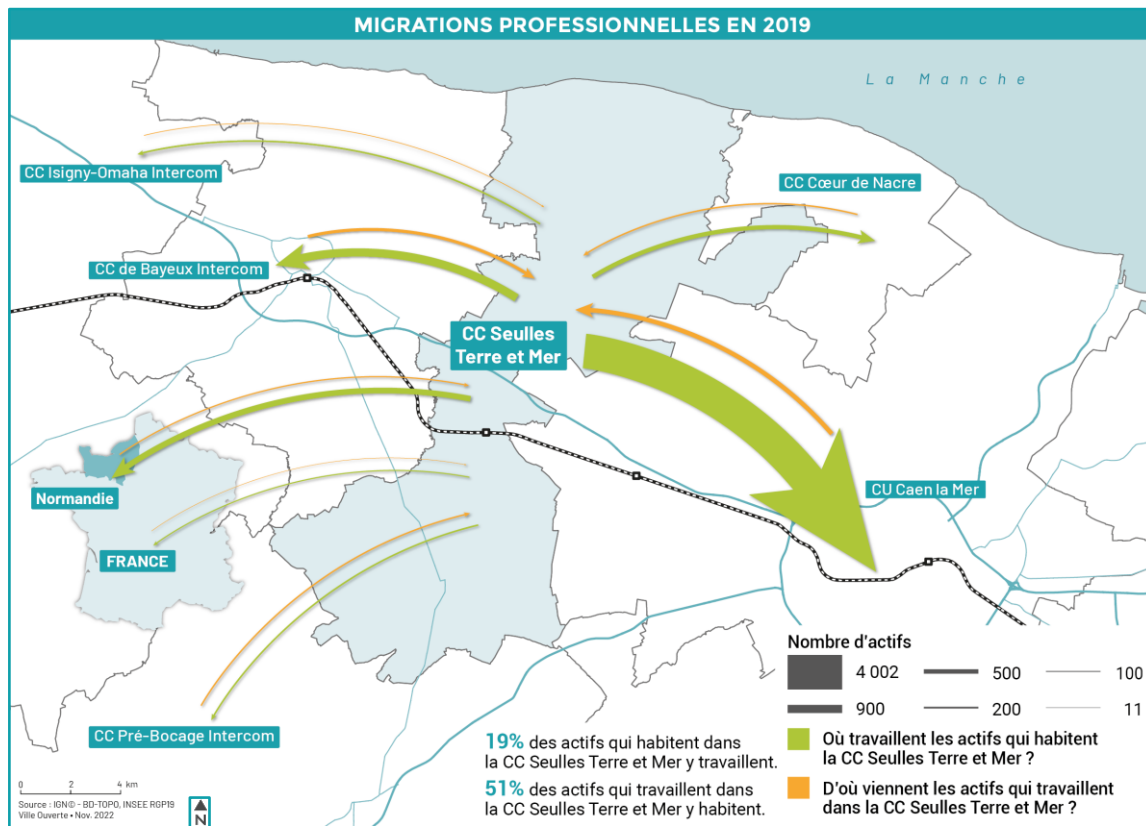 MIGRATIONS PROFESSIONNELLES EN 2019
La Manche
CC Isigny-Omaha Intercom
CC Cœur de Nacre
CC de Bayeux Intercom
CC Seulles
Terre et Mer
CU Caen la Mer
Normandie
FRANCE
CC Pré-Bocage Intercom
Nombre d'actifs
4 002
500
100
900
200
11
19% des actifs qui habitent dans
la CC Seulles Terre et Mer y travaillent.
51% des actifs qui travaillent dans
la CC Seulles Terre et Mer y habitent.
Où travaillent les actifs qui habitent
la CC Seulles Terre et Mer ?
D'où viennent les actifs qui travaillent
dans la CC Seulles Terre et Mer ?
0 2 4 km
Source : IGN© - BD-TOPO, INSEE RGP19
Ville Ouverte • Nov. 2022
N